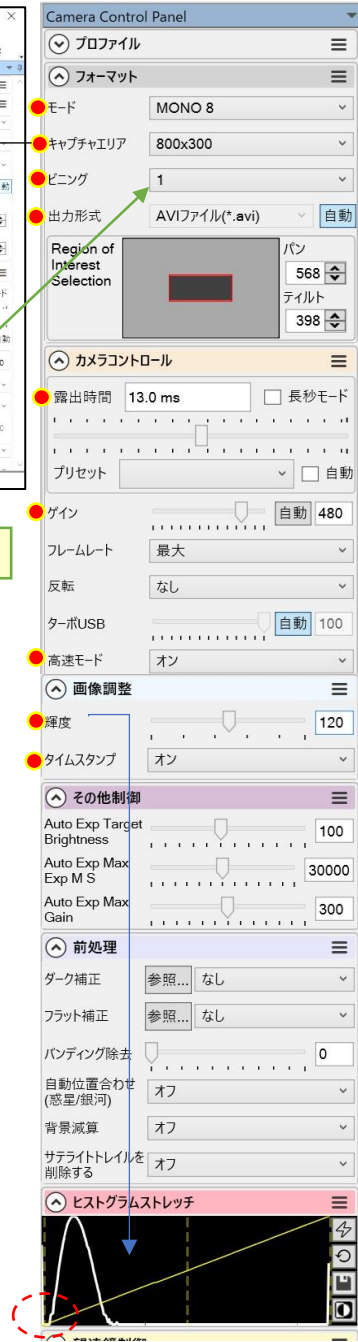 Camera Control Panel
プロファイル
フォーマット
モード MONO 8
キャプチャエリア 800x300
ビニング 1
出力形式 AVIファイル(*.avi) 自動
Region of Interest Selection
パン
568
ティルト
398
カメラコントロール
露出時間 13.0 ms 長秒モード
プリセット 自動
ゲイン 自動 480
フレームレート 最大
反転 なし
ターボUSB 自動 100
高速モード オン
画像調整
輝度 120
タイムスタンプ オン
その他制御
Auto Exp Target
Brightness 100
Auto Exp Max
Exp M S 30000
Auto Exp Max
Gain 300
前処理
ダーク補正 参照... なし
フラット補正 参照... なし
バンディング除去 0
自動位置合わせ
(惑星/銀河) オフ
背景減算 オフ
サテライトトレイルを
削除する オフ
ヒストグラムストレッチ